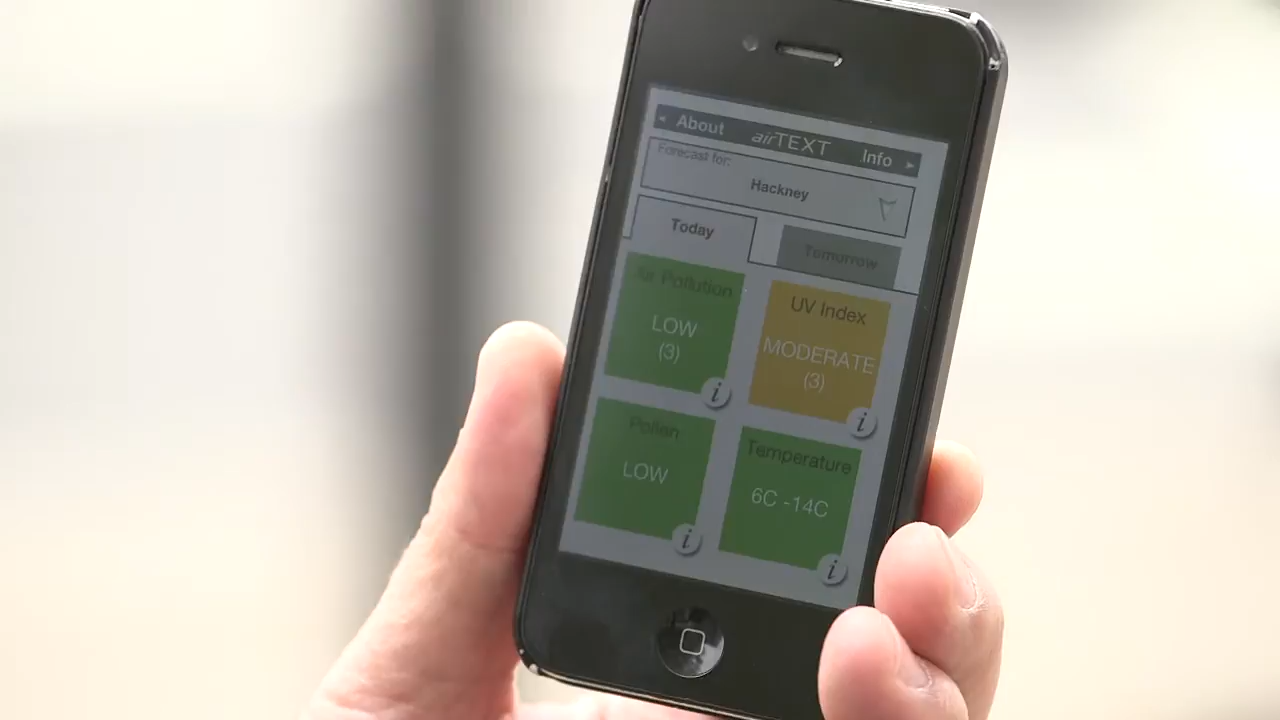 About airTEXT Info
Forecast for:
Hackney
Today
Tomorrow
Air Pollution
LOW
(3)
i
UV Index
MODERATE
(3)
i
Pollen
LOW
i
Temperature
6C -14C
i